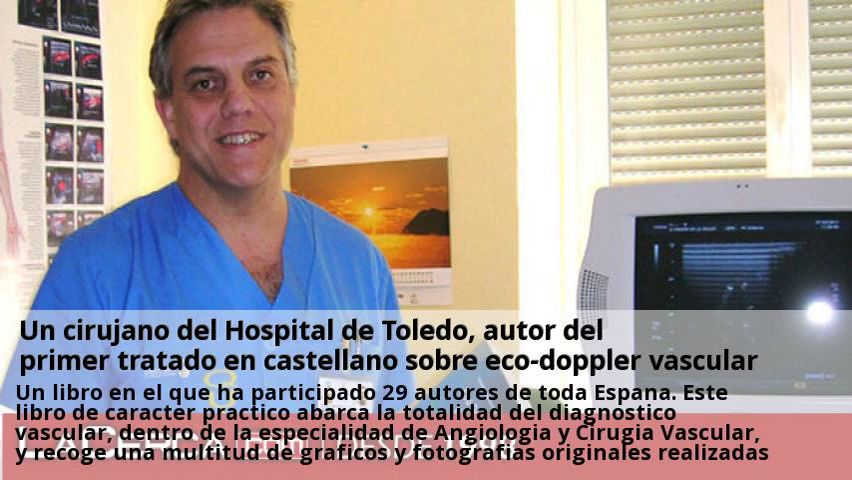 Un cirujano del Hospital de Toledo, autor del
primer tratado en castellano sobre eco-doppler vascular
Un libro en el que ha participado 29 autores de toda Espana. Este
libro de caracter practico abarca la totalidad del diagnostico
vascular, dentro de la especialidad de Angiologia y Cirugia Vascular,
y recoge una multitud de graficos y fotografias originales realizadas
DESDE